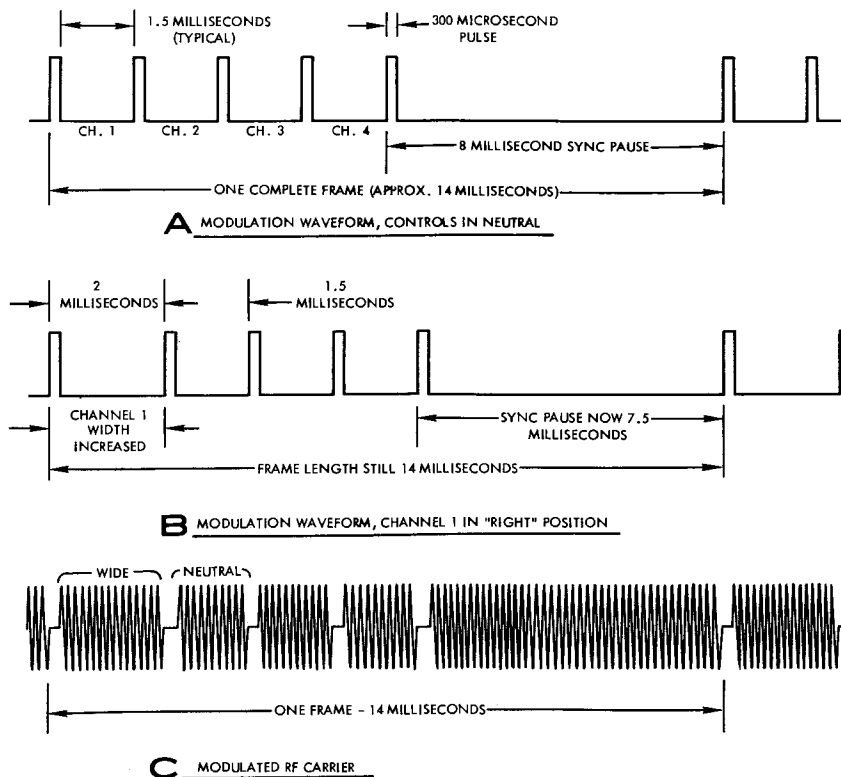 1.5 MILLISECONDS
(TYPICAL)
300 MICROSECOND
PULSE
CH. 1
CH. 2
CH. 3
CH. 4
8 MILLISECOND SYNC PAUSE
ONE COMPLETE FRAME (APPROX. 14 MILLISECONDS)
A MODULATION WAVEFORM, CONTROLS IN NEUTRAL
2
MILLISECONDS
1.5
MILLISECONDS
CHANNEL 1
WIDTH
INCREASED
SYNC PAUSE NOW 7.5
MILLISECONDS
FRAME LENGTH STILL 14 MILLISECONDS
B MODULATION WAVEFORM, CHANNEL 1 IN "RIGHT" POSITION
WIDE
NEUTRAL
ONE FRAME - 14 MILLISECONDS
C MODULATED RF CARRIER